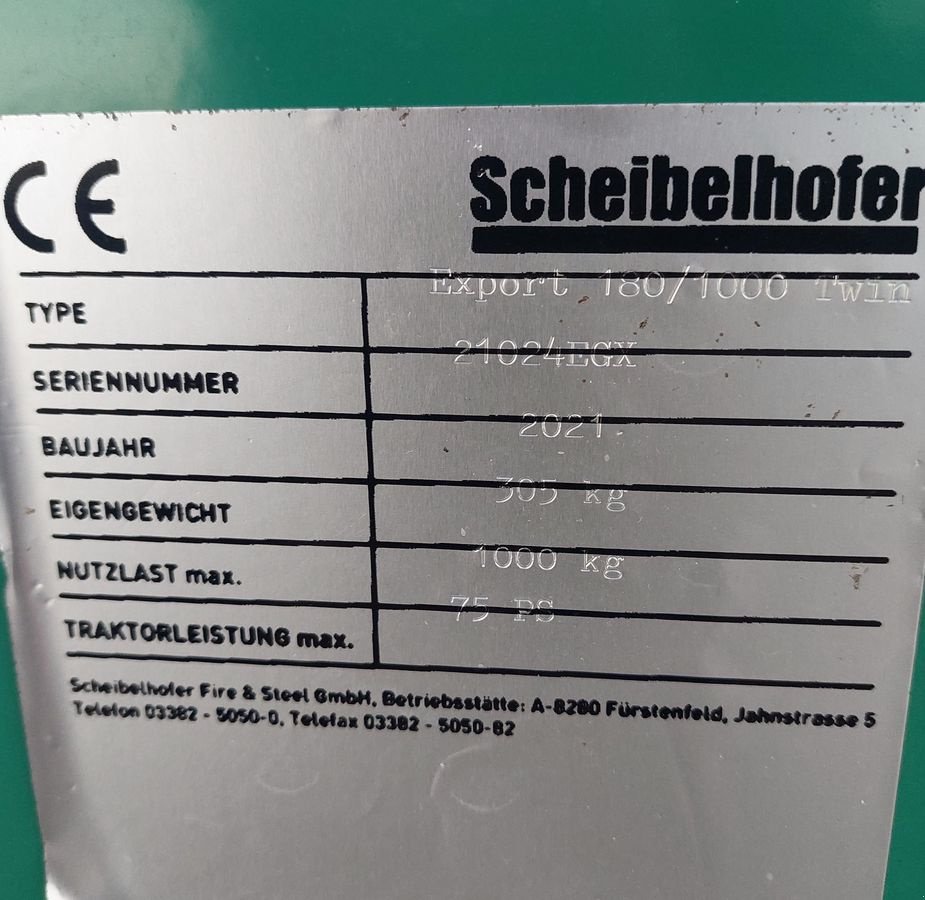 CE
Scheibelhofer
TYPE Export 180/1000 Twin
SERIENNUMMER 21024EGX
BAUJAHR 2021
EIGENGEWICHT 305 kg
NUTZLAST max. 1000 kg
TRAKTORLEISTUNG max. 75 PS
Scheibelhofer Fire & Steel GmbH, Betriebsstätte: A-8280 Fürstenfeld, Jahnstrasse 5
Telefon 03382 - 5050-0, Telefax 03382 - 5050-82